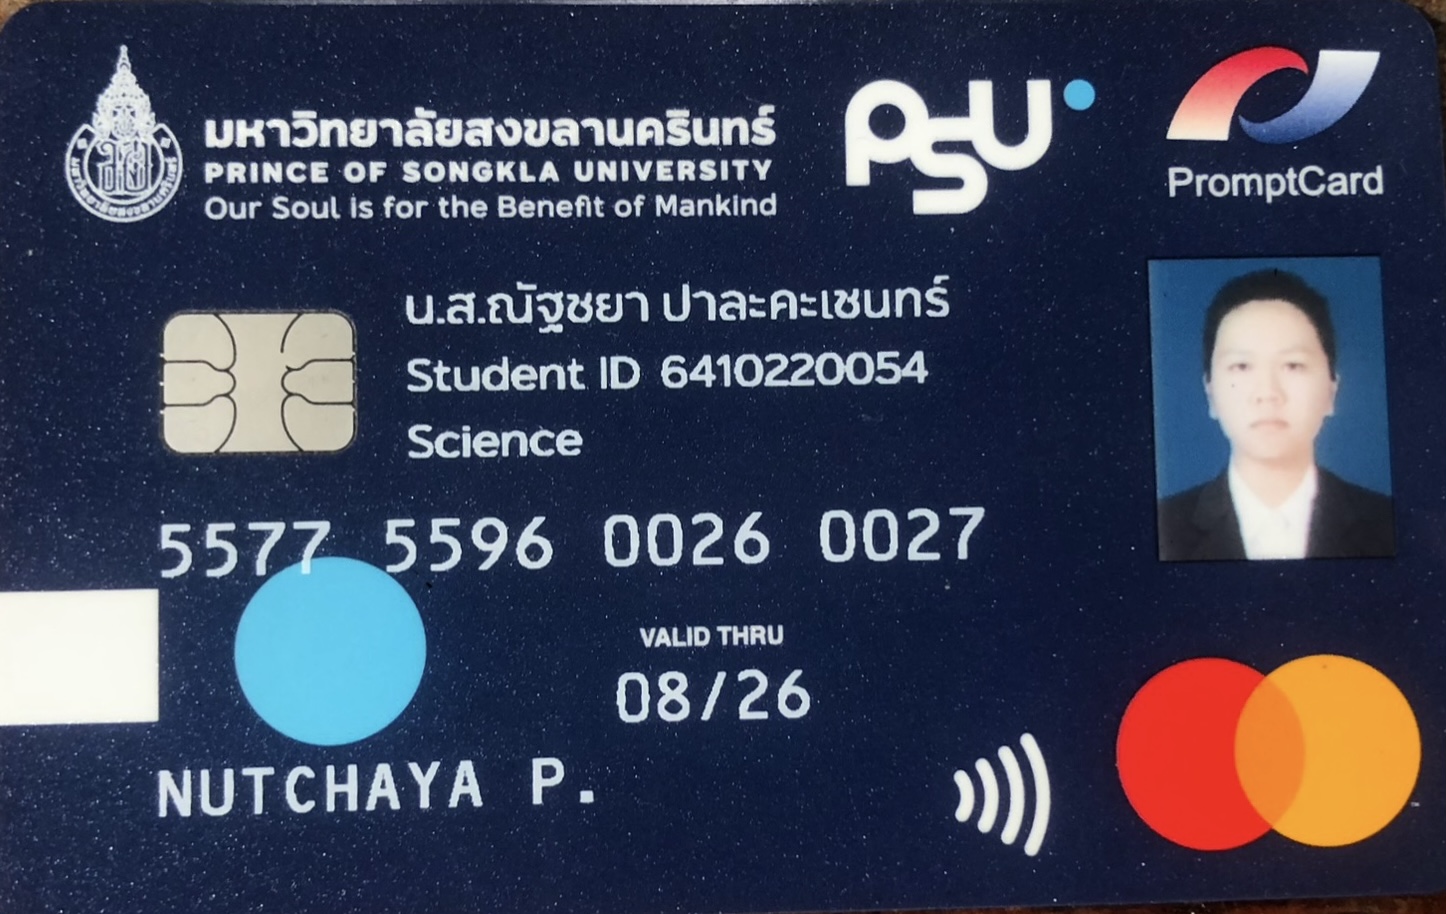 มหาวิทยาลัยสงขลานครินทร์
PRINCE OF SONGKLA UNIVERSITY
Our Soul is for the Benefit of Mankind
PSU
PromptCard
น.ส.ณัฐชยา ปาละคะเชนทร์
Student ID 6410220054
Science
5577 5596 0026 0027
VALID THRU
08/26
NUTCHAYA P.